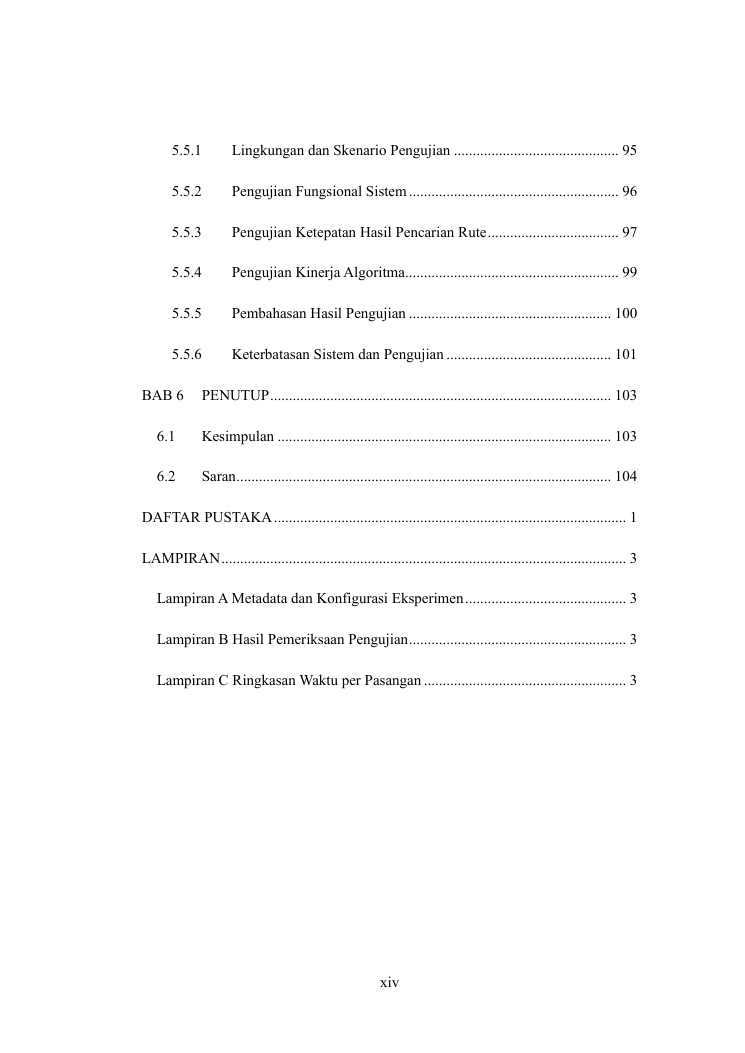 5.5.1 Lingkungan dan Skenario Pengujian ............................................ 95
5.5.2 Pengujian Fungsional Sistem ........................................................ 96
5.5.3 Pengujian Ketepatan Hasil Pencarian Rute ................................... 97
5.5.4 Pengujian Kinerja Algoritma ......................................................... 99
5.5.5 Pembahasan Hasil Pengujian ...................................................... 100
5.5.6 Keterbatasan Sistem dan Pengujian ............................................ 101
BAB 6 PENUTUP ........................................................................................... 103
6.1 Kesimpulan ......................................................................................... 103
6.2 Saran .................................................................................................... 104
DAFTAR PUSTAKA .............................................................................................. 1
LAMPIRAN ............................................................................................................ 3
Lampiran A Metadata dan Konfigurasi Eksperimen ........................................... 3
Lampiran B Hasil Pemeriksaan Pengujian .......................................................... 3
Lampiran C Ringkasan Waktu per Pasangan ...................................................... 3
xiv